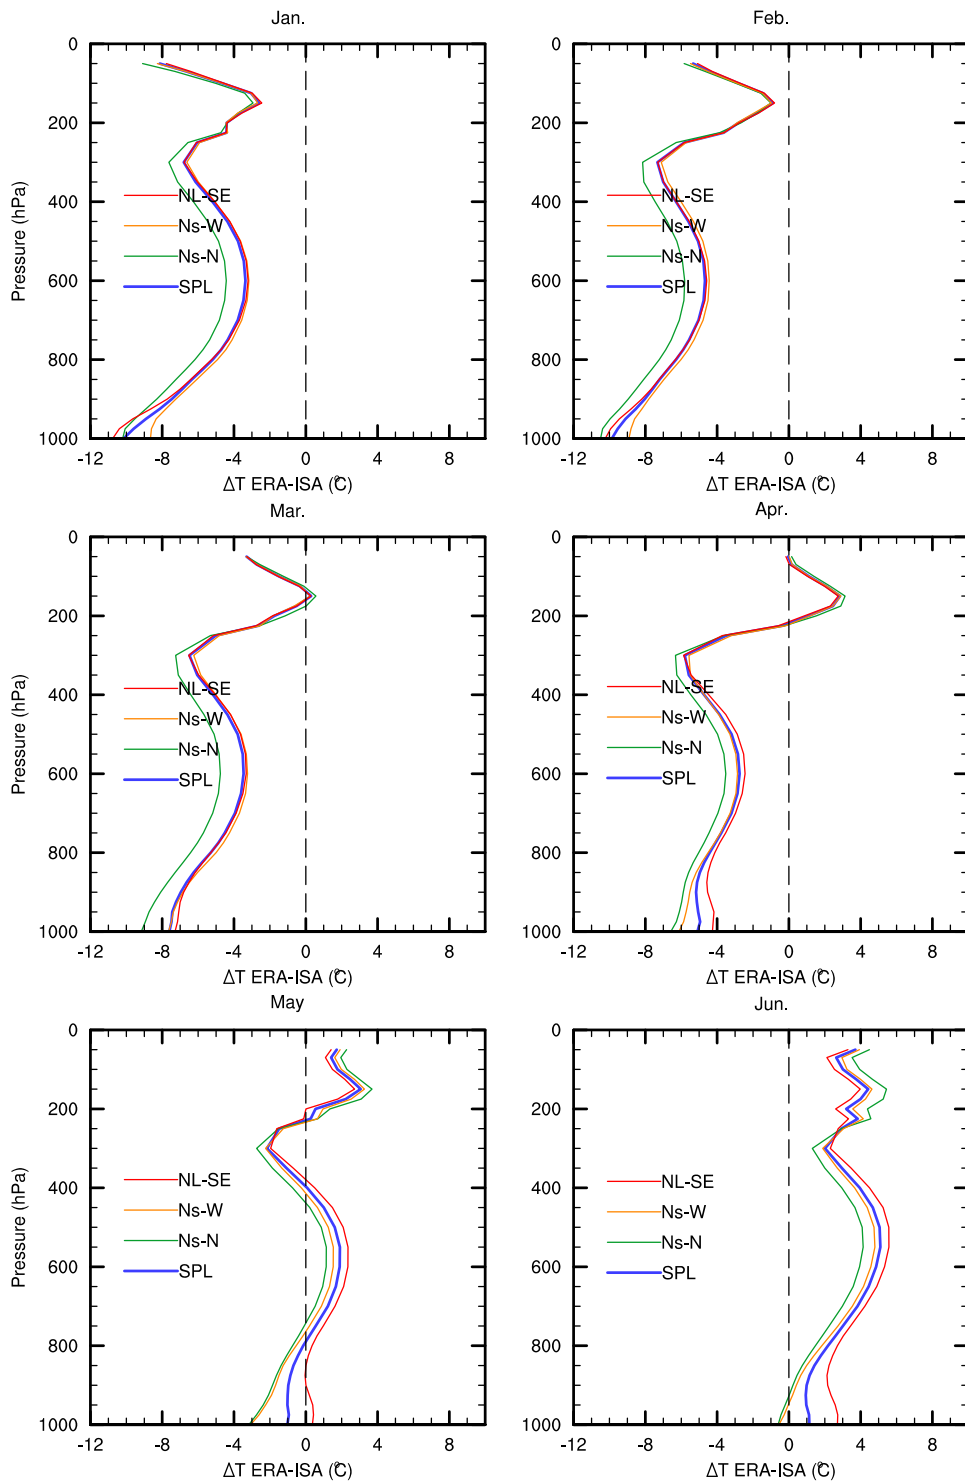 Jan.
0
200
400
600
800
1000
Pressure (hPa)
NL-SE
Ns-W
Ns-N
SPL
-12 -8 -4 0 4 8
ΔT ERA-ISA (°C)
Feb.
0
200
400
600
800
1000
NL-SE
Ns-W
Ns-N
SPL
-12 -8 -4 0 4 8
ΔT ERA-ISA (°C)
Mar.
0
200
400
600
800
1000
Pressure (hPa)
NL-SE
Ns-W
Ns-N
SPL
-12 -8 -4 0 4 8
ΔT ERA-ISA (°C)
Apr.
0
200
400
600
800
1000
NL-SE
Ns-W
Ns-N
SPL
-12 -8 -4 0 4 8
ΔT ERA-ISA (°C)
May
0
200
400
600
800
1000
Pressure (hPa)
NL-SE
Ns-W
Ns-N
SPL
-12 -8 -4 0 4 8
ΔT ERA-ISA (°C)
Jun.
0
200
400
600
800
1000
NL-SE
Ns-W
Ns-N
SPL
-12 -8 -4 0 4 8
ΔT ERA-ISA (°C)